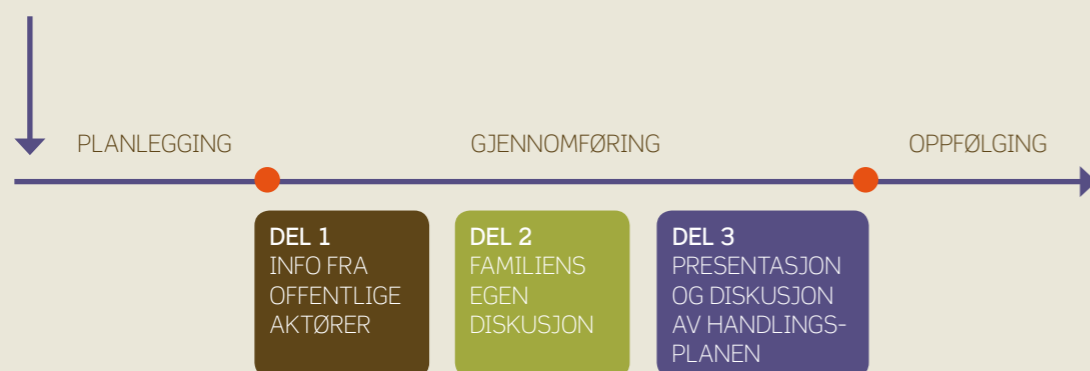 PLANLEGGING
GJENNOMFØRING
OPPFØLGING
DEL 1
INFO FRA
OFFENTLIGE
AKTØRER
DEL 2
FAMILIENS
EGEN
DISKUSJON
DEL 3
PRESENTASJON
OG DISKUSJON
AV HANDLINGS-
PLANEN